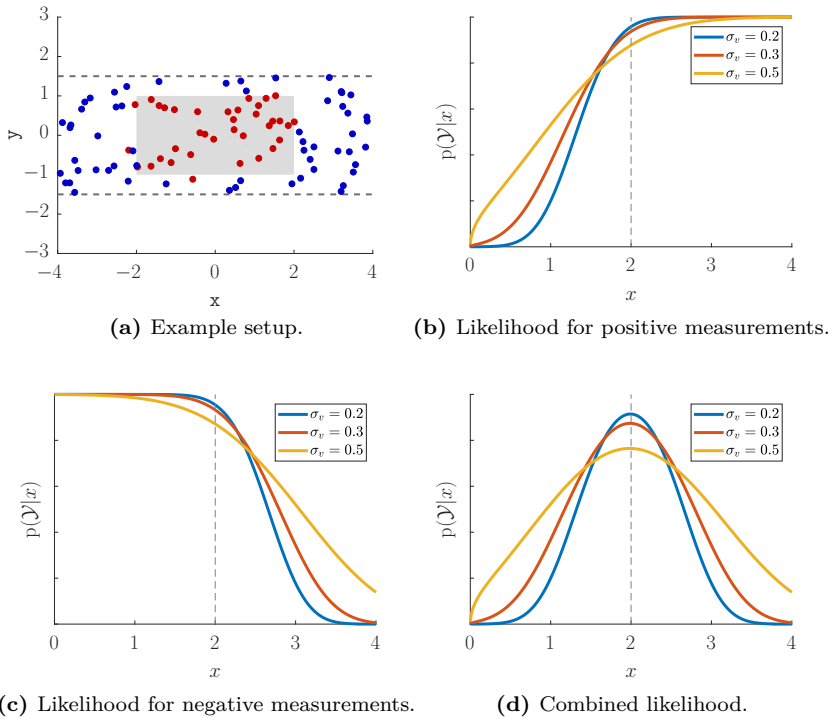 3
2
1
0
−1
−2
−3
y
−4
−2
0
2
4
x
(a) Example setup.
p(𝒴|x)
σᵥ = 0.2
σᵥ = 0.3
σᵥ = 0.5
0
1
2
3
4
x
(b) Likelihood for positive measurements.
p(𝒴|x)
σᵥ = 0.2
σᵥ = 0.3
σᵥ = 0.5
0
1
2
3
4
x
(c) Likelihood for negative measurements.
p(𝒴|x)
σᵥ = 0.2
σᵥ = 0.3
σᵥ = 0.5
0
1
2
3
4
x
(d) Combined likelihood.